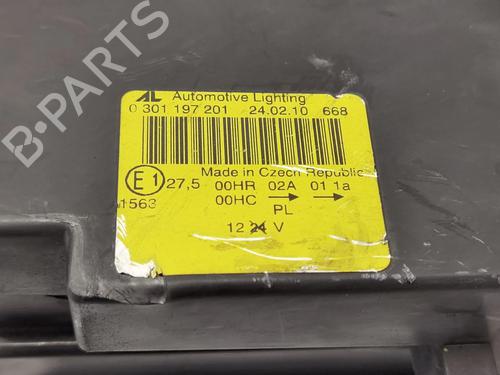 AL Automotive Lighting
0 301 197 201 24.02.10 668
Made in Czech Republic
E1 27,5 00HR 02A 01 1a
1563 00HC → →
PL
12 24 V
B-PARTS